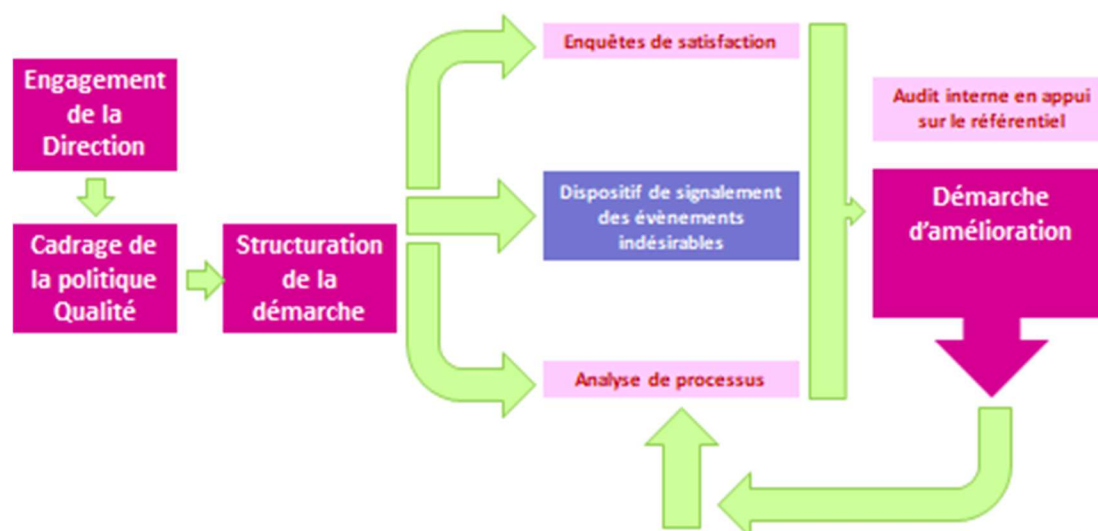 Engagement
de la
Direction
Cadrage de
la politique
Qualité
Structuration
de la
démarche
Enquêtes de satisfaction
Dispositif de signalement
des évènements
indésirables
Analyse de processus
Audit interne en appui
sur le référentiel
Démarche
d'amélioration